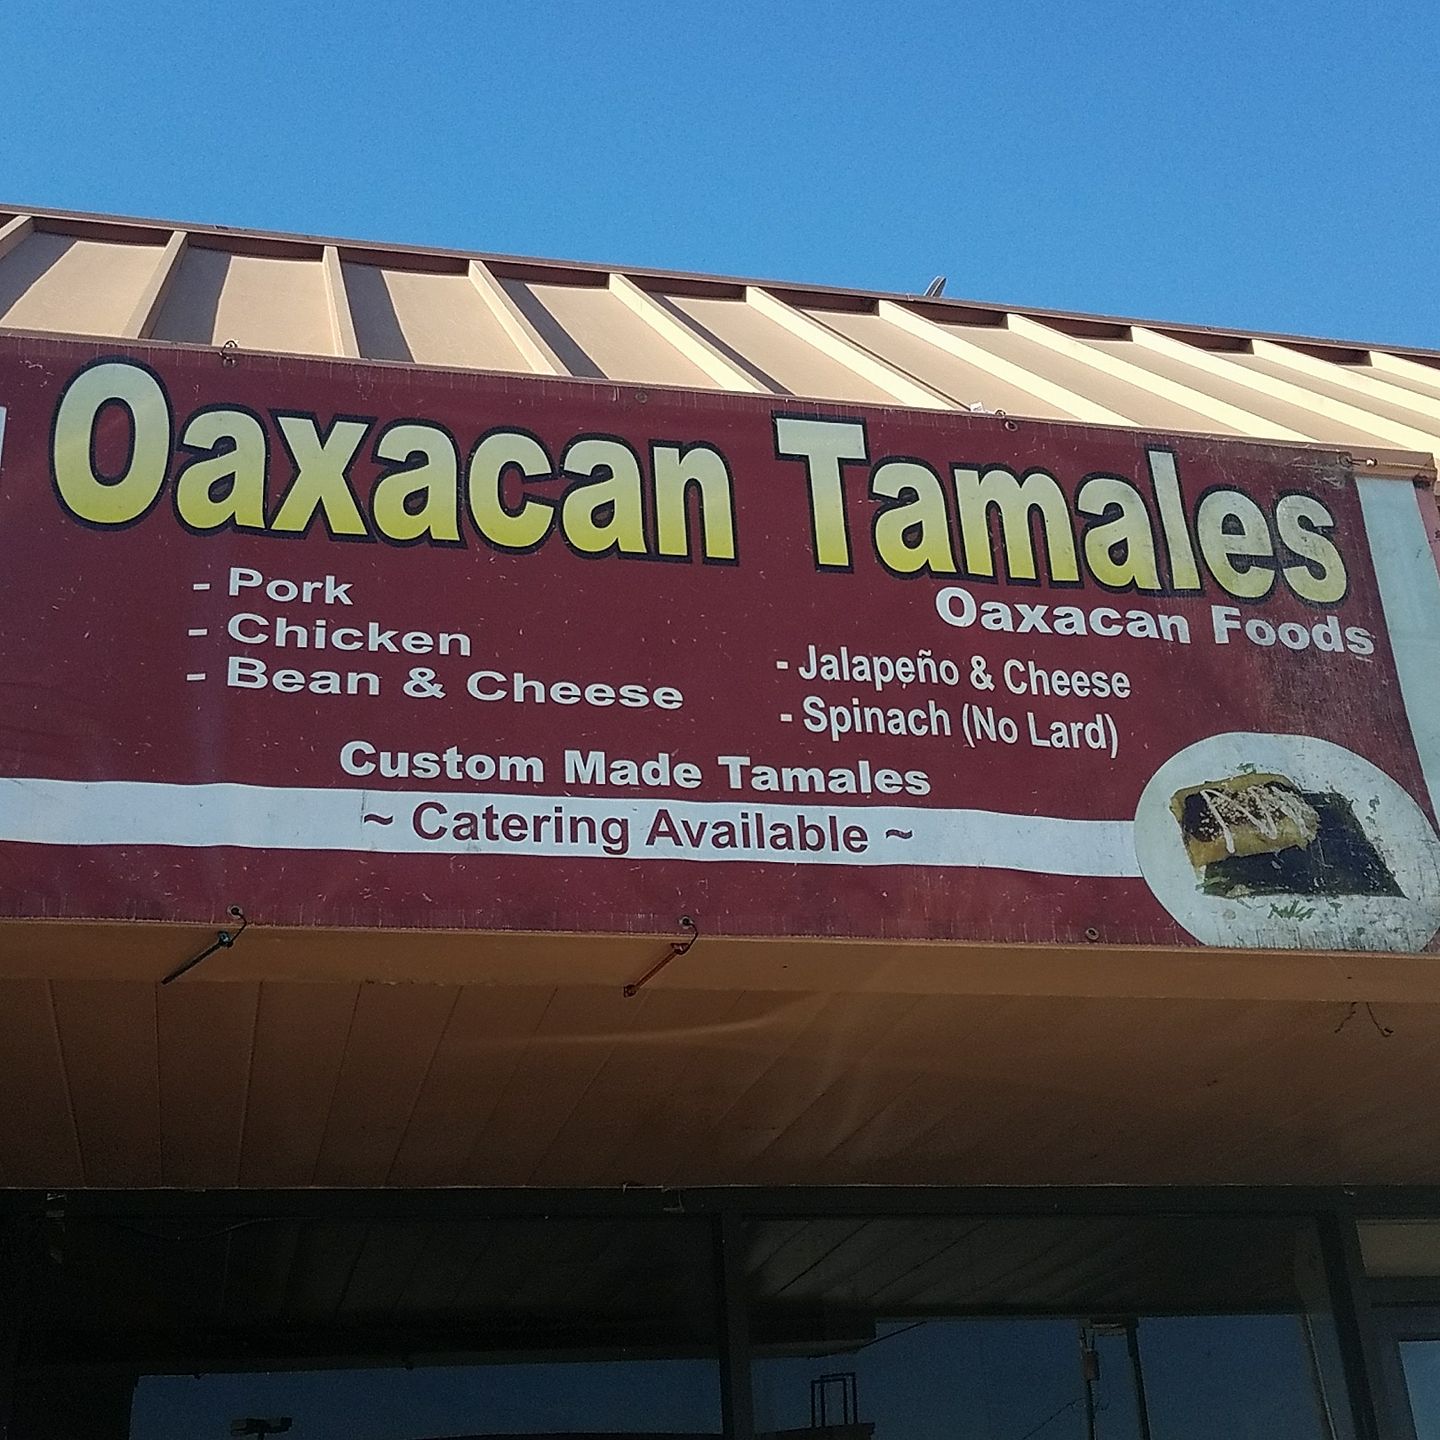 Oaxacan Tamales
Oaxacan Foods
- Pork
- Chicken
- Bean & Cheese
- Jalapeño & Cheese
- Spinach (No Lard)
Custom Made Tamales
~ Catering Available ~